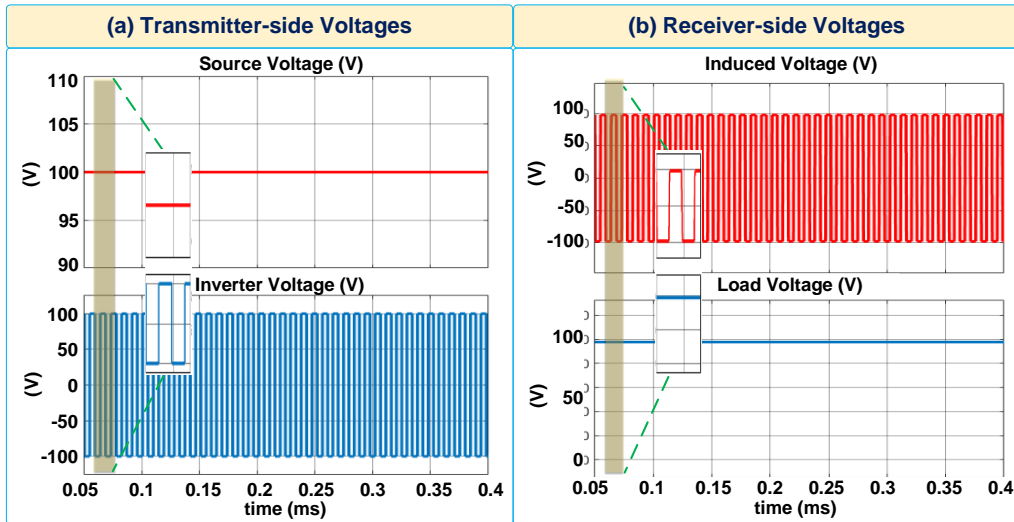 (a) Transmitter-side Voltages
Source Voltage (V)
110
105
100
95
90
(V)
Inverter Voltage (V)
100
50
0
-50
-100
(V)
0.05 0.1 0.15 0.2 0.25 0.3 0.35 0.4
time (ms)
(b) Receiver-side Voltages
Induced Voltage (V)
100
50
0
-50
-100
(V)
Load Voltage (V)
100
50
0
(V)
0.05 0.1 0.15 0.2 0.25 0.3 0.35 0.4
time (ms)